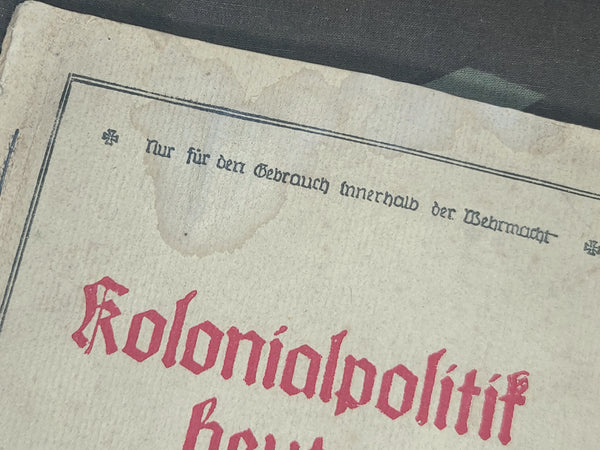 Nur für den Gebrauch innerhalb der Wehrmacht
Kolonialpolitik